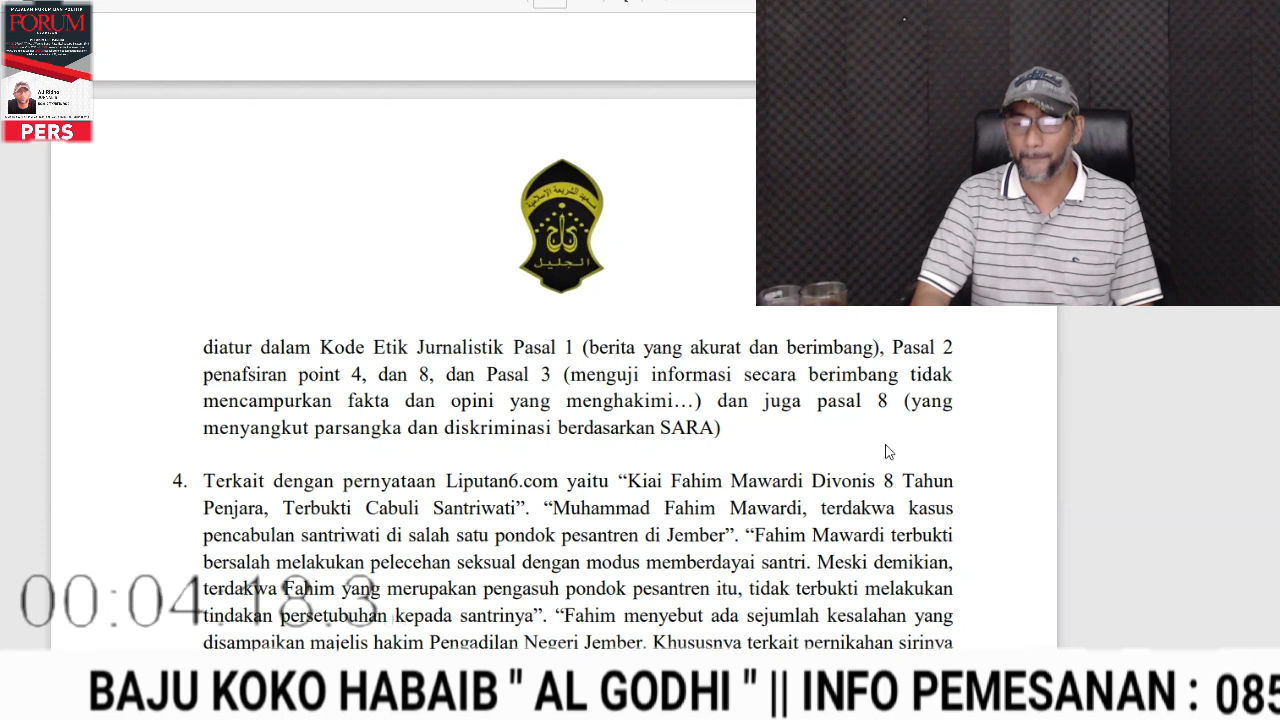 FORUM
PERS
معهد الشريعة الإسلامية
الجليل
diatur dalam Kode Etik Jurnalistik Pasal 1 (berita yang akurat dan berimbang), Pasal 2
penafsiran point 4, dan 8, dan Pasal 3 (menguji informasi secara berimbang tidak
mencampurkan fakta dan opini yang menghakimi…) dan juga pasal 8 (yang
menyangkut parsangka dan diskriminasi berdasarkan SARA)
4. Terkait dengan pernyataan Liputan6.com yaitu “Kiai Fahim Mawardi Divonis 8 Tahun
Penjara, Terbukti Cabuli Santriwati”. “Muhammad Fahim Mawardi, terdakwa kasus
pencabulan santriwati di salah satu pondok pesantren di Jember”. “Fahim Mawardi terbukti
bersalah melakukan pelecehan seksual dengan modus memberdayai santri. Meski demikian,
terdakwa Fahim yang merupakan pengasuh pondok pesantren itu, tidak terbukti melakukan
tindakan persetubuhan kepada santrinya”. “Fahim menyebut ada sejumlah kesalahan yang
disampaikan majelis hakim Pengadilan Negeri Jember. Khususnya terkait pernikahan sirinya
00:04:18.3
BAJU KOKO HABAIB " AL GODHI " || INFO PEMESANAN : 085